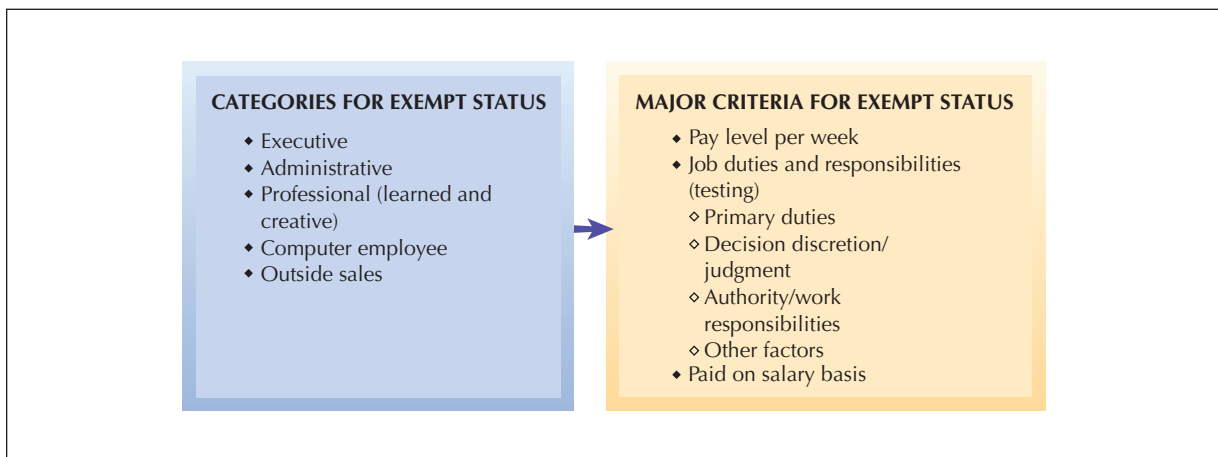 CATEGORIES FOR EXEMPT STATUS
◆ Executive
◆ Administrative
◆ Professional (learned and
creative)
◆ Computer employee
◆ Outside sales
MAJOR CRITERIA FOR EXEMPT STATUS
◆ Pay level per week
◆ Job duties and responsibilities
(testing)
◇ Primary duties
◇ Decision discretion/
judgment
◇ Authority/work
responsibilities
◇ Other factors
◆ Paid on salary basis